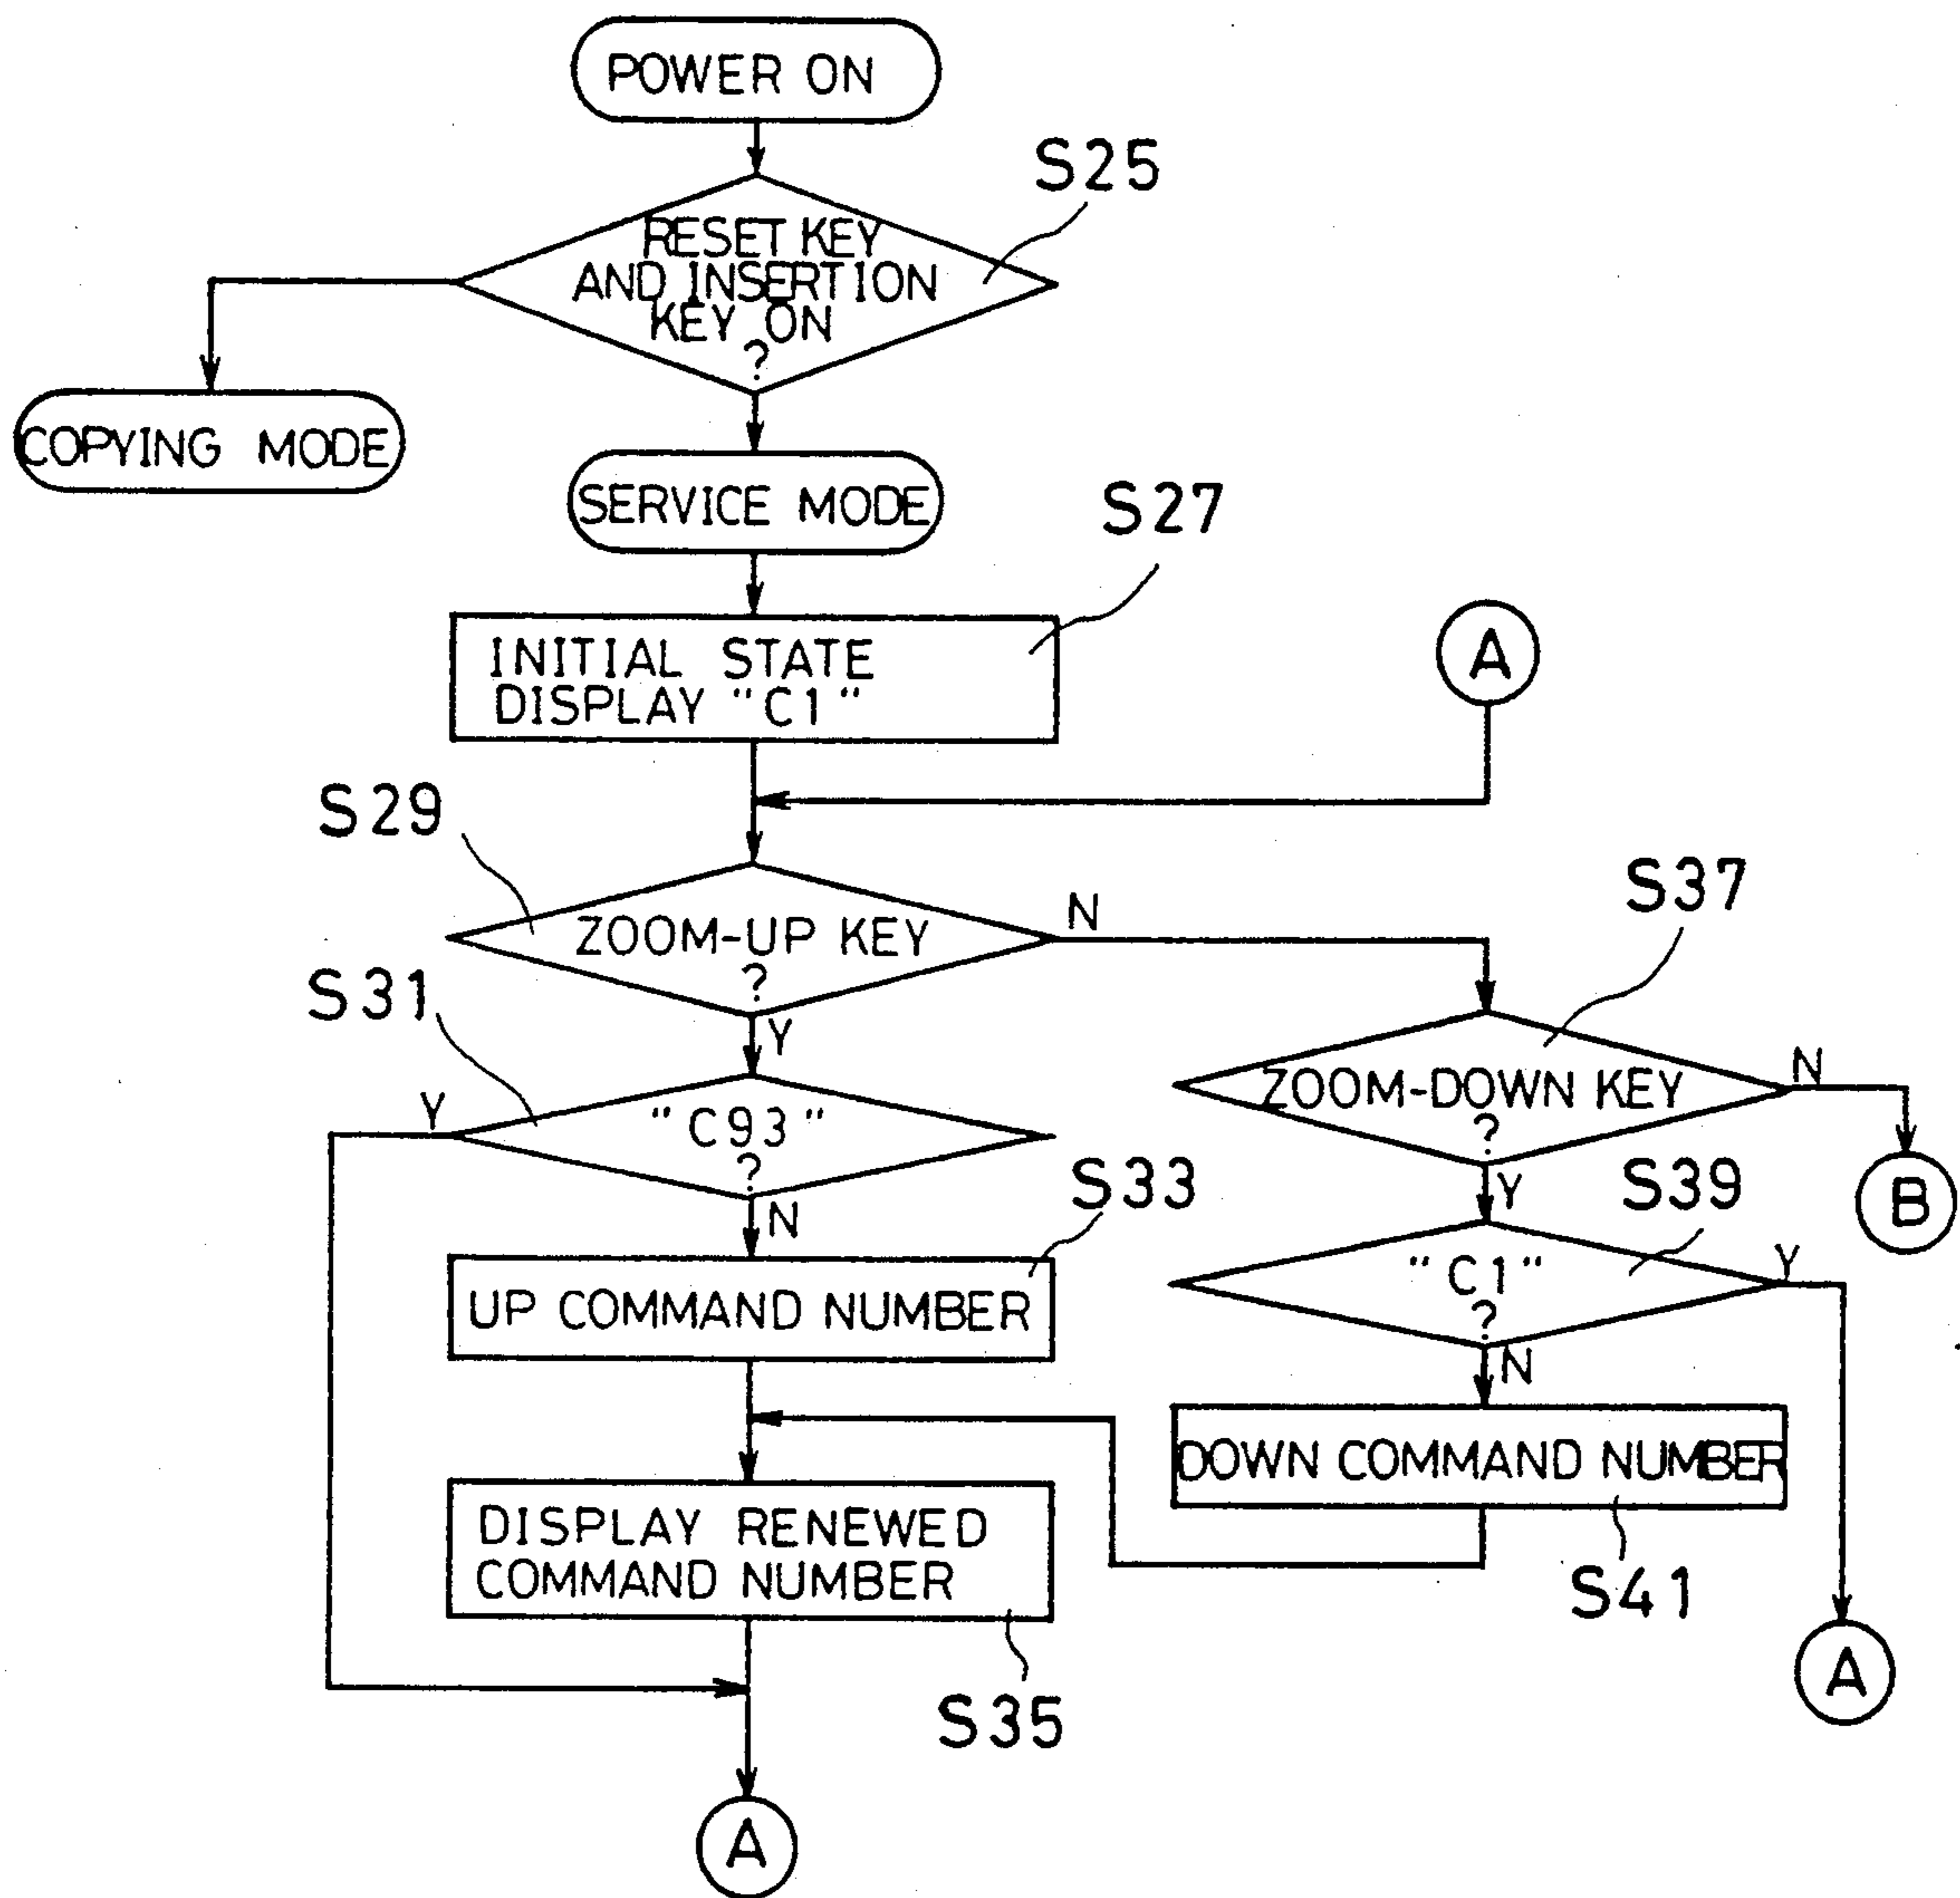 POWER ON
S25
RESET KEY
AND INSERTION
KEY ON
?
COPYING MODE
SERVICE MODE
S27
INITIAL STATE
DISPLAY "C1"
A
S29
ZOOM-UP KEY
?
N
Y
S37
ZOOM-DOWN KEY
?
N
Y
B
S31
"C93"
?
Y
N
S39
"C1"
?
Y
N
S33
UP COMMAND NUMBER
DOWN COMMAND NUMBER
S41
DISPLAY RENEWED
COMMAND NUMBER
S35
A
A